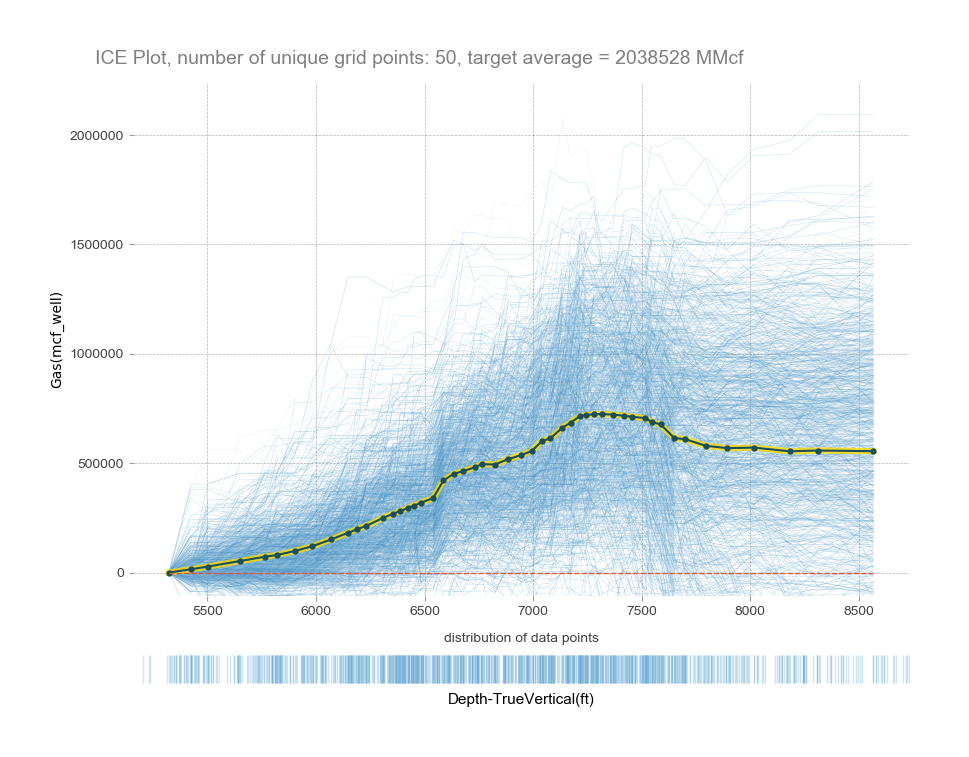 ICE Plot, number of unique grid points: 50, target average = 2038528 MMcf
2000000
1500000
1000000
500000
0
Gas(mcf_well)
5500 6000 6500 7000 7500 8000 8500
distribution of data points
Depth-TrueVertical(ft)